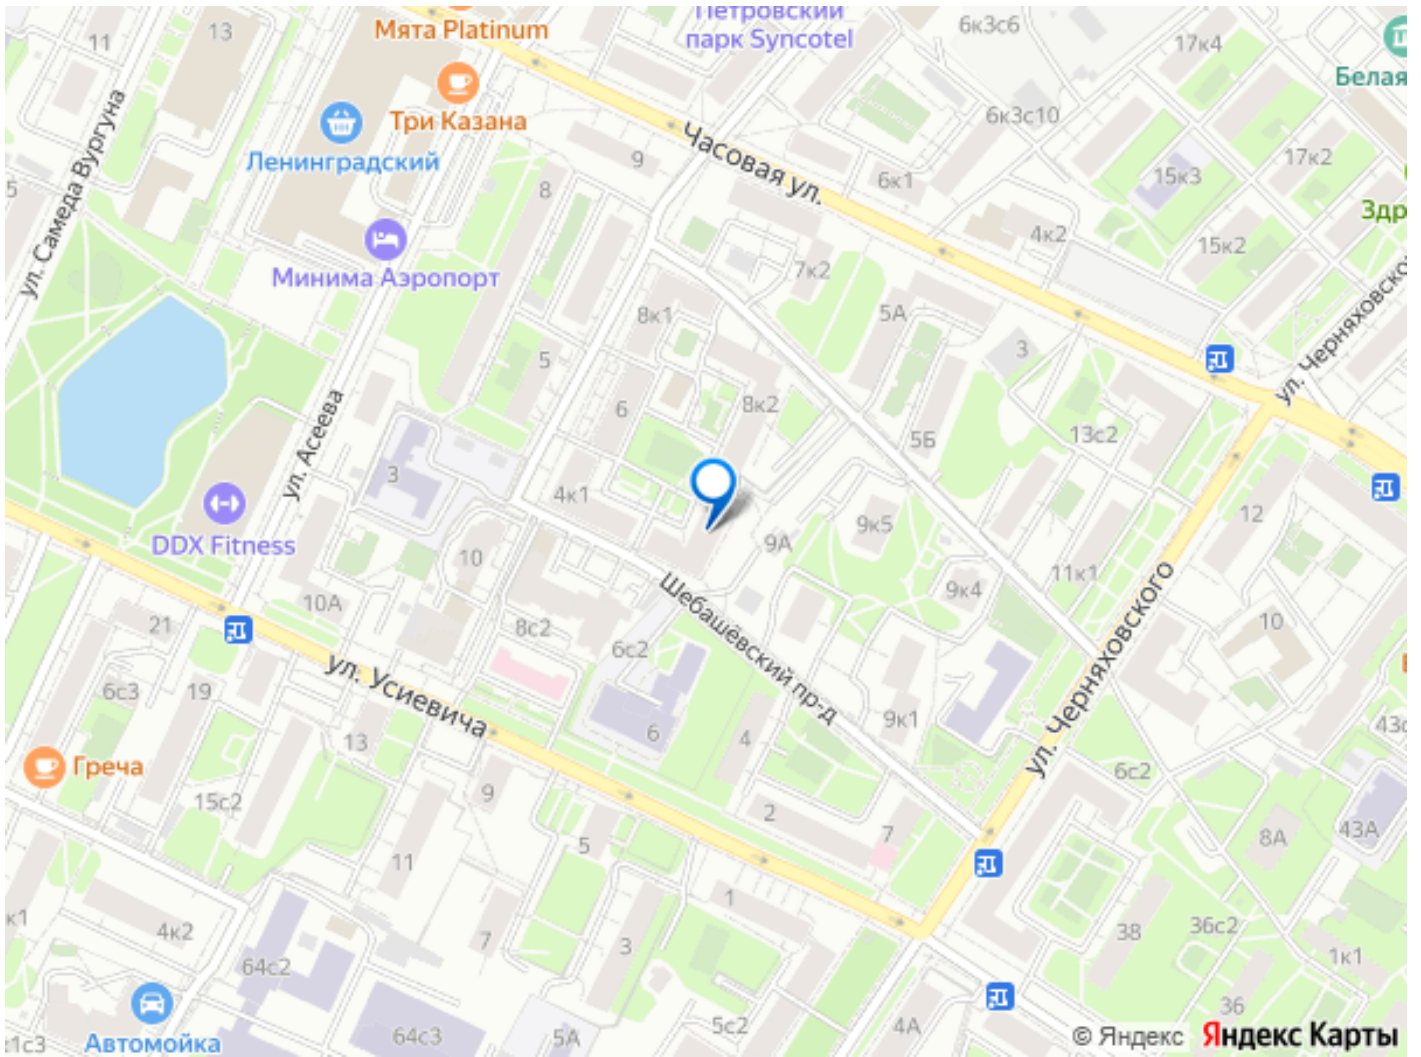 Мята Platinum
Петровский
парк Syncotel
6к3с6
17к4
Белая
11
13
Три Казана
6к3с10
Ленинградский
9
Часовая ул.
6к1
15к3
17к2
Здр
5
ул. Самеда Вургуна
8
4к2
15к2
Минима Аэропорт
7к2
8к1
5А
3
ул. Черняховско
5
6
8к2
5Б
13с2
ул. Асеева
3
4к1
9к5
12
DDX Fitness
10
9А
11к1
10А
9к4
Шебашёвский пр-д
21
8с2
6с2
10
ул. Черняховского
6с3
19
ул. Усиевича
6
4
9к1
43с
13
6с2
Греча
15с2
9
2
7
8А
43А
5
11
1
к1
4к2
7
3
38
36с2
1к1
64с2
36
1с3
Автомойка
64с3
5А
5с2
4А
© Яндекс Яндекс Карты